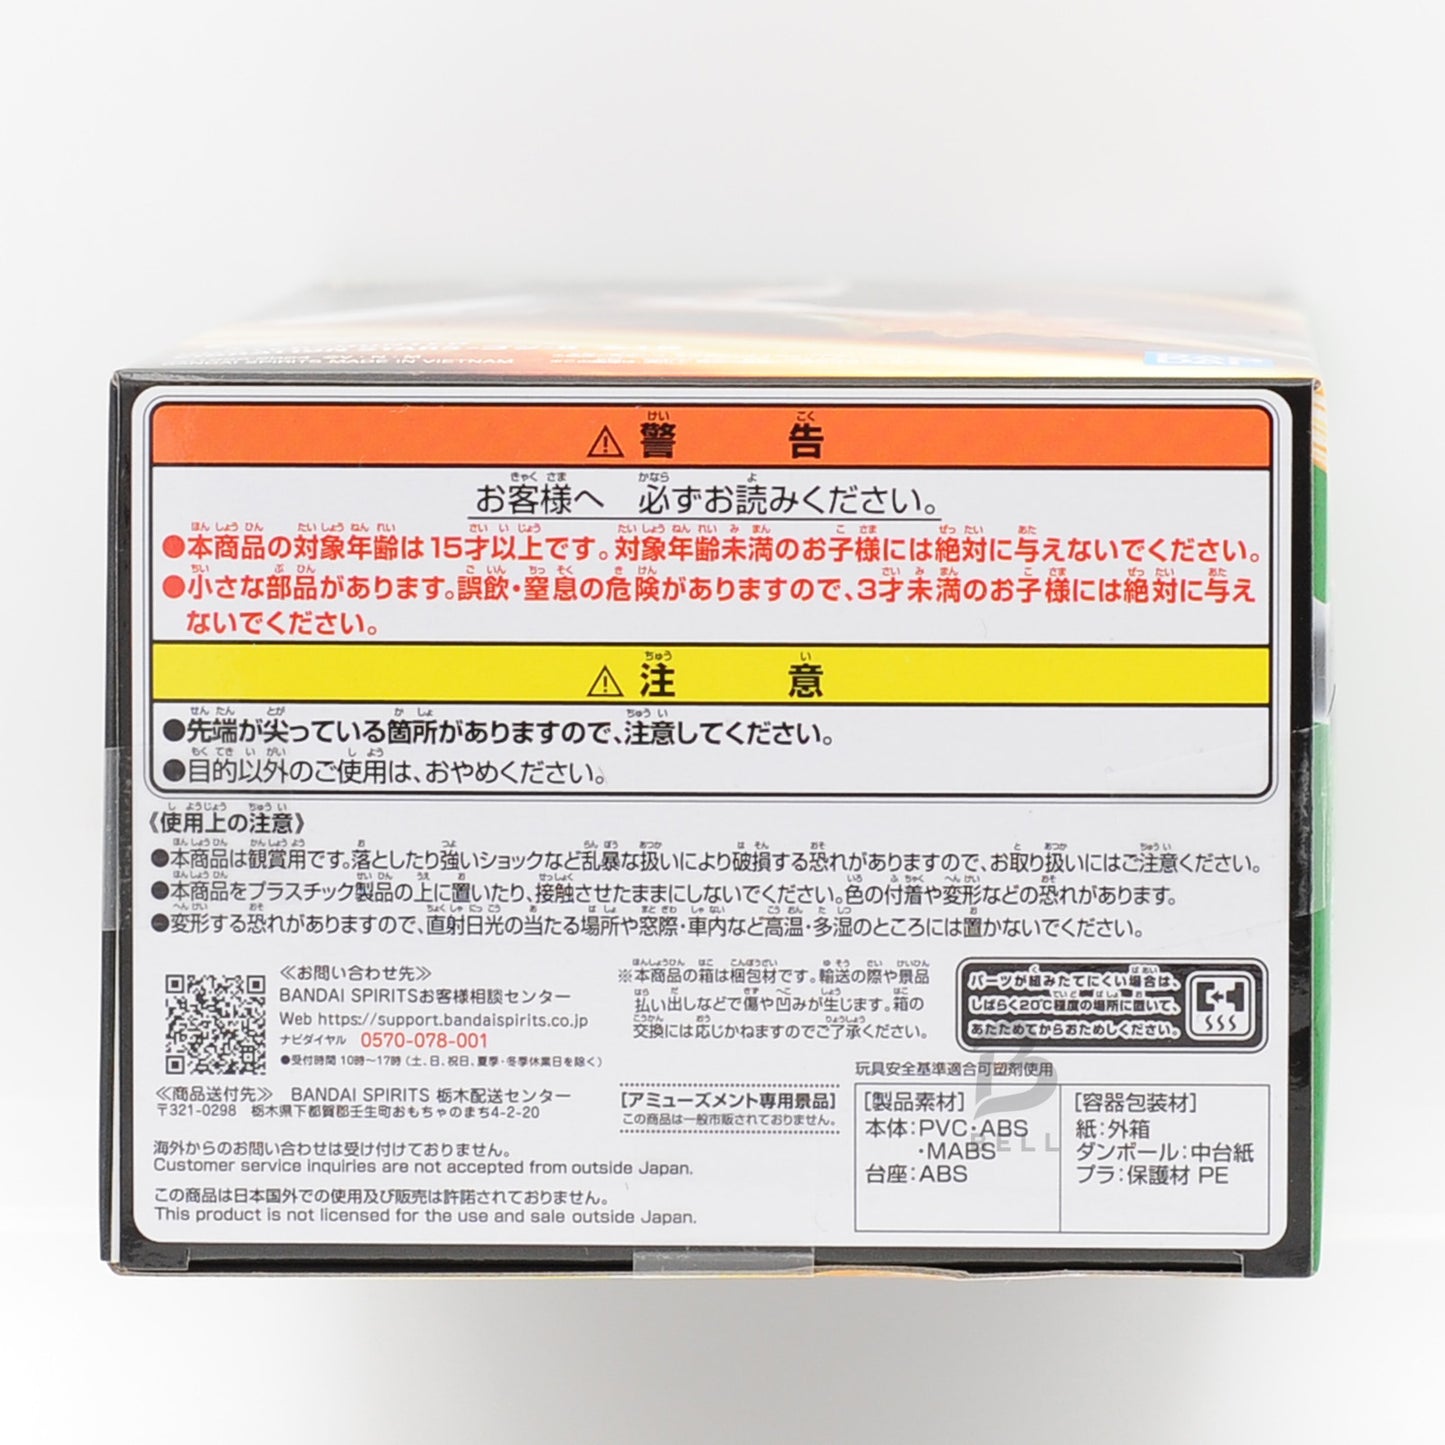 BANDAI SPIRITS MADE IN VIETNAM
⚠警告
お客様へ 必ずお読みください。
●本商品の対象年齢は15才以上です。対象年齢未満のお子様には絶対に与えないでください。
●小さな部品があります。誤飲・窒息の危険がありますので、3才未満のお子様には絶対に与え
ないでください。
⚠注意
●先端が尖っている箇所がありますので、注意してください。
●目的以外のご使用は、おやめください。
《使用上の注意》
●本商品は観賞用です。落としたり強いショックなど乱暴な扱いにより破損する恐れがありますので、お取り扱いにはご注意ください。
●本商品をプラスチック製品の上に置いたり、接触させたままにしないでください。色の付着や変形などの恐れがあります。
●変形する恐れがありますので、直射日光の当たる場所や窓際・車内など高温・多湿のところには置かないでください。
≪お問い合わせ先≫
BANDAI SPIRITSお客様相談センター
Web https://support.bandaispirits.co.jp
ナビダイヤル 0570-078-001
●受付時間 10時〜17時(土、日、祝日、夏季・冬季休業日を除く)
※本商品の箱は梱包材です。輸送の際や景品
払い出しなどで傷や凹みが生じます。箱の
交換には応じかねますのでご了承ください。
パーツが組みたてにくい場合は、
しばらく20℃程度の場所に置いて、
あたためてからおためしください。
≪商品送付先≫ BANDAI SPIRITS 栃木配送センター
〒321-0298 栃木県下都賀郡壬生町おもちゃのまち4-2-20
[アミューズメント専用景品]
この商品は一般市販されておりません。
海外からのお問い合わせは受け付けておりません。
Customer service inquiries are not accepted from outside Japan.
この商品は日本国外での使用及び販売は許諾されておりません。
This product is not licensed for the use and sale outside Japan.
玩具安全基準適合可塑剤使用
[製品素材]
本体:PVC・ABS
・MABS
台座:ABS
[容器包装材]
紙:外箱
ダンボール:中台紙
プラ:保護材 PE
BELL